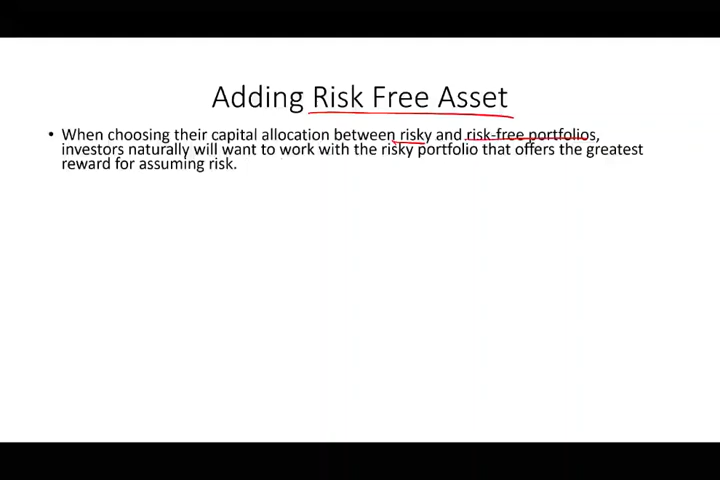 Adding Risk Free Asset
• When choosing their capital allocation between risky and risk-free portfolios,
investors naturally will want to work with the risky portfolio that offers the greatest
reward for assuming risk.